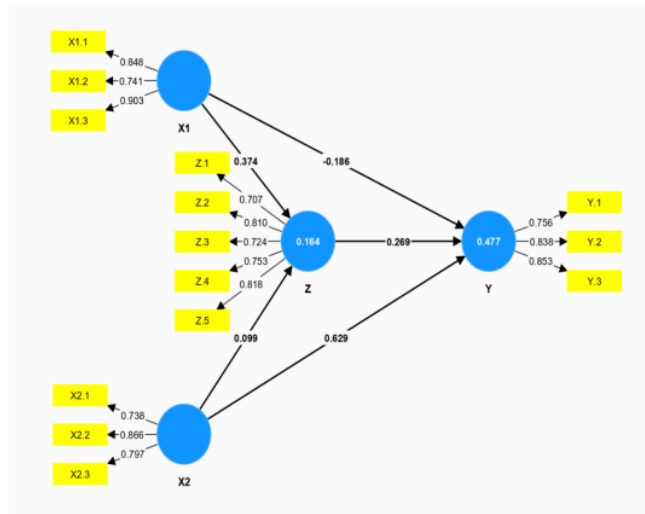 X1.1
0.848
X1.2
0.741
0.903
X1.3
X1
Z.1
0.374
-0.186
0.707
Z.2
0.810
Y.1
0.756
Z.3
0.724
0.164
0.269
0.477
0.838
Y.2
0.753
0.853
Z.4
0.818
Z
Y
Y.3
Z.5
0.099
0.629
X2.1
0.738
X2.2
0.866
0.797
X2.3
X2